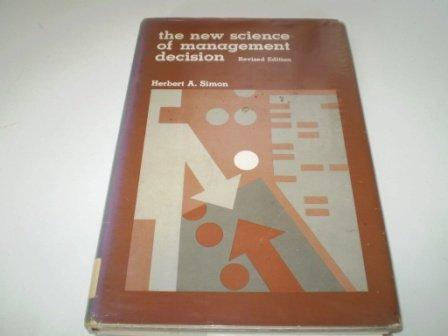 the new science
of management
decision Revised Edition
Herbert A. Simon